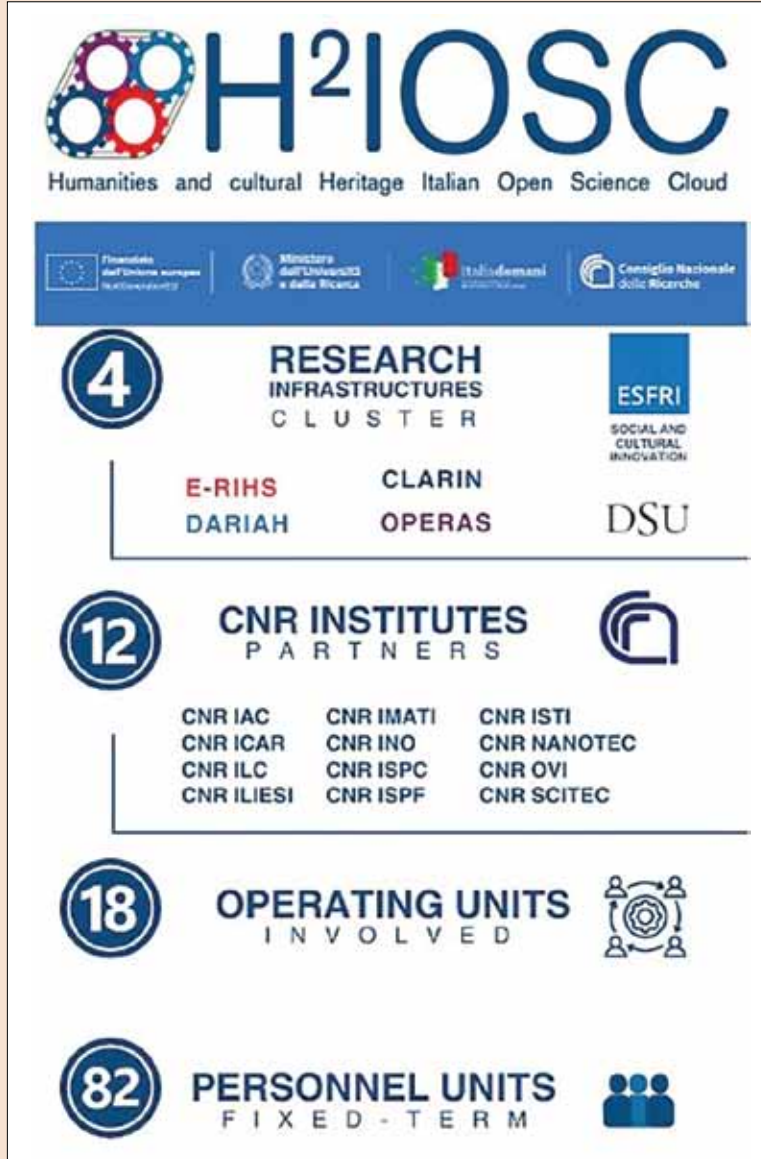 H²IOSC
Humanities and cultural Heritage Italian Open Science Cloud
Finanziato
dall'Unione europea
NextGenerationEU
Ministero
dell'Università
e della Ricerca
Italiadomani
Consiglio Nazionale
delle Ricerche
4
RESEARCH
INFRASTRUCTURES
CLUSTER
ESFRI
SOCIAL AND
CULTURAL
INNOVATION
E-RIHS CLARIN
DARIAH OPERAS
DSU
12
CNR INSTITUTES
PARTNERS
CNR IAC CNR IMATI CNR ISTI
CNR ICAR CNR INO CNR NANOTEC
CNR ILC CNR ISPC CNR OVI
CNR ILIESI CNR ISPF CNR SCITEC
18
OPERATING UNITS
INVOLVED
82
PERSONNEL UNITS
FIXED-TERM